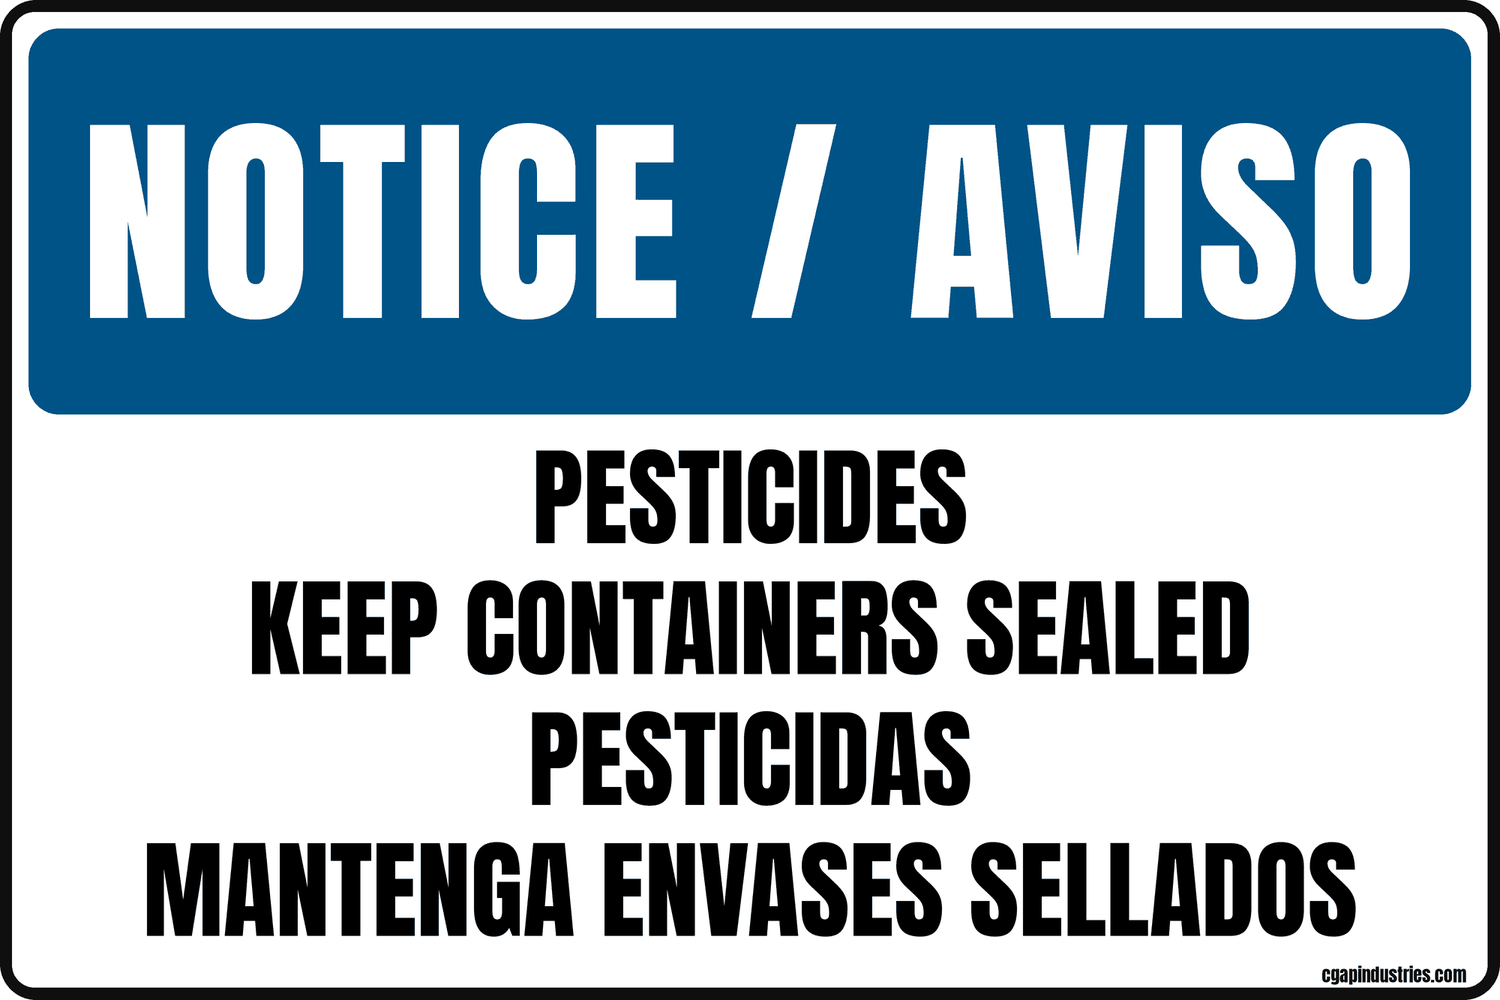 NOTICE / AVISO
PESTICIDES
KEEP CONTAINERS SEALED
PESTICIDAS
MANTENGA ENVASES SELLADOS
cgapindustries.com